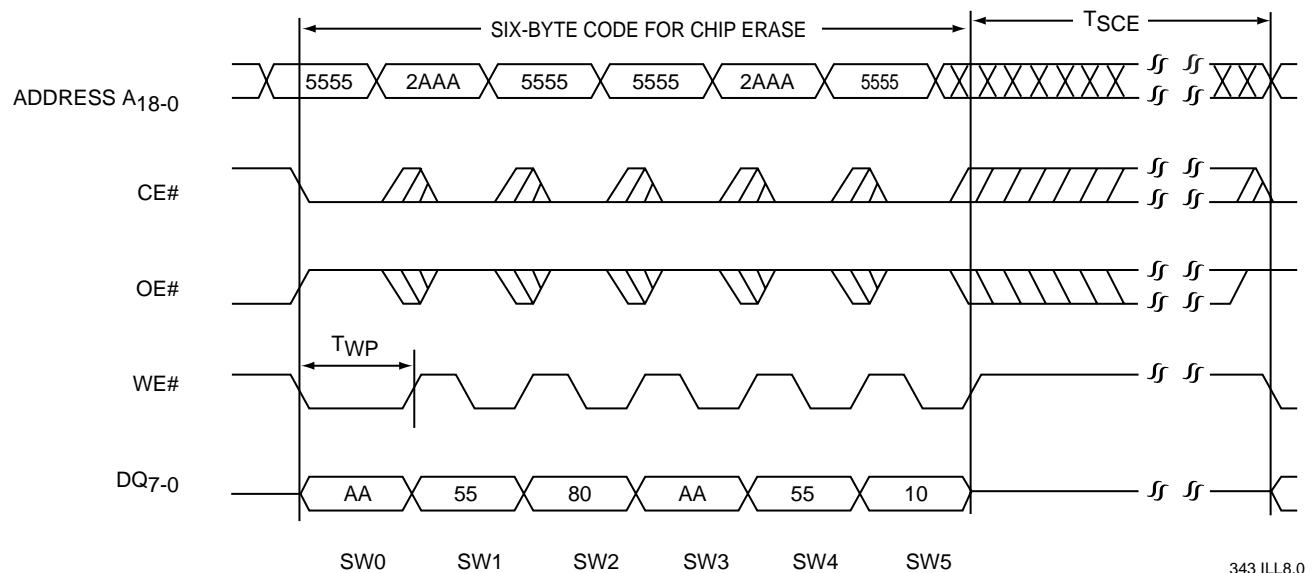 SIX-BYTE CODE FOR CHIP ERASE
TSCE
ADDRESS A18-0
5555 2AAA 5555 5555 2AAA 5555
CE#
OE#
TWP
WE#
DQ7-0
AA 55 80 AA 55 10
SW0 SW1 SW2 SW3 SW4 SW5
343 ILL8.0